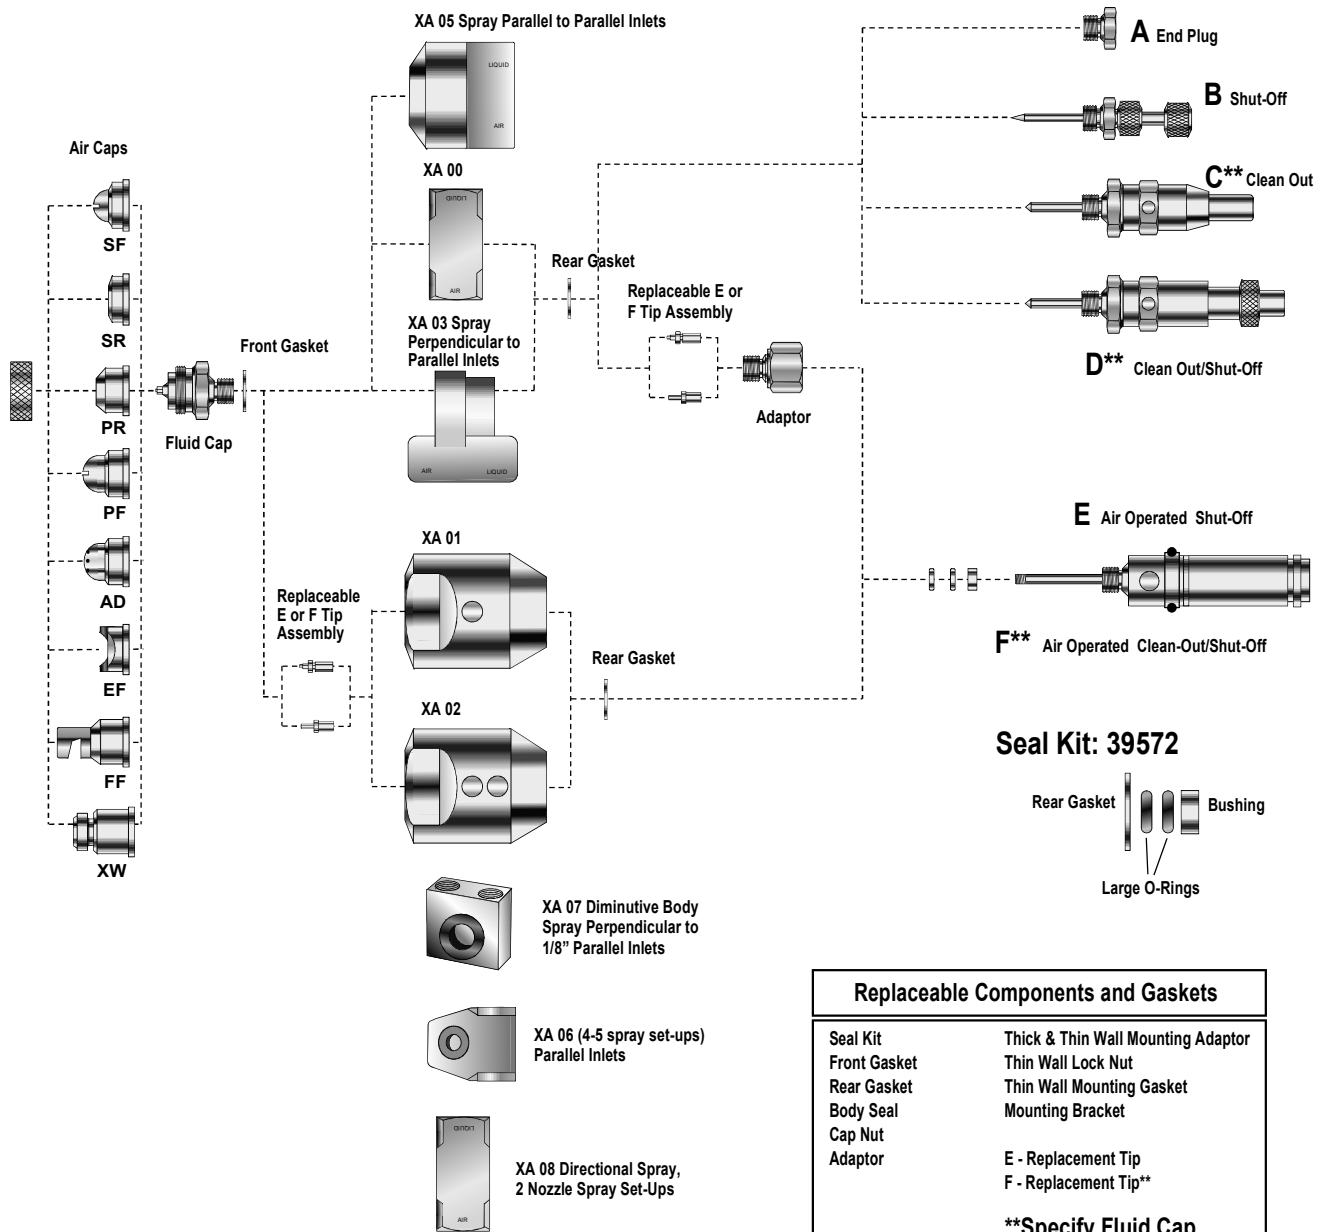 XA 05 Spray Parallel to Parallel Inlets
LIQUID
AIR
A End Plug
B Shut-Off
C** Clean Out
D** Clean Out/Shut-Off
Air Caps
SF
SR
PR
PF
AD
EF
FF
XW
Fluid Cap
Front Gasket
XA 00
LIQUID
AIR
Rear Gasket
Replaceable E or
F Tip Assembly
Adaptor
XA 03 Spray
Perpendicular to
Parallel Inlets
AIR
LIQUID
XA 01
Replaceable
E or F Tip
Assembly
Rear Gasket
XA 02
E Air Operated Shut-Off
F** Air Operated Clean-Out/Shut-Off
Seal Kit: 39572
Rear Gasket
Bushing
Large O-Rings
XA 07 Diminutive Body
Spray Perpendicular to
1/8” Parallel Inlets
XA 06 (4-5 spray set-ups)
Parallel Inlets
LIQUID
AIR
XA 08 Directional Spray,
2 Nozzle Spray Set-Ups
Replaceable Components and Gaskets
Seal Kit
Front Gasket
Rear Gasket
Body Seal
Cap Nut
Adaptor
Thick & Thin Wall Mounting Adaptor
Thin Wall Lock Nut
Thin Wall Mounting Gasket
Mounting Bracket
E - Replacement Tip
F - Replacement Tip**
**Specify Fluid Cap